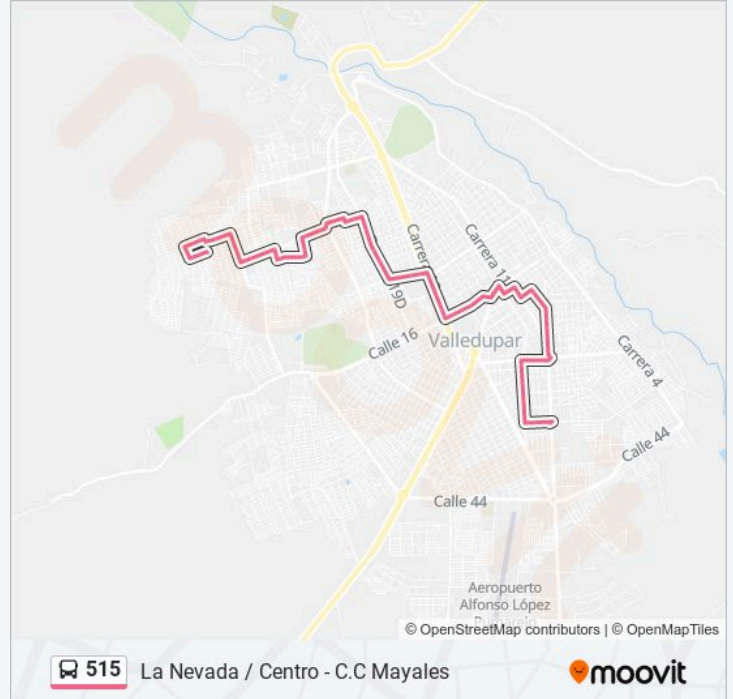 Carrera
Carrera 11
19D
Calle 16
Valledupar
Carrera 4
Calle 44
Calle 44
Aeropuerto
Alfonso López
© OpenStreetMap contributors | © OpenMapTiles
515 La Nevada / Centro - C.C Mayales
moovit